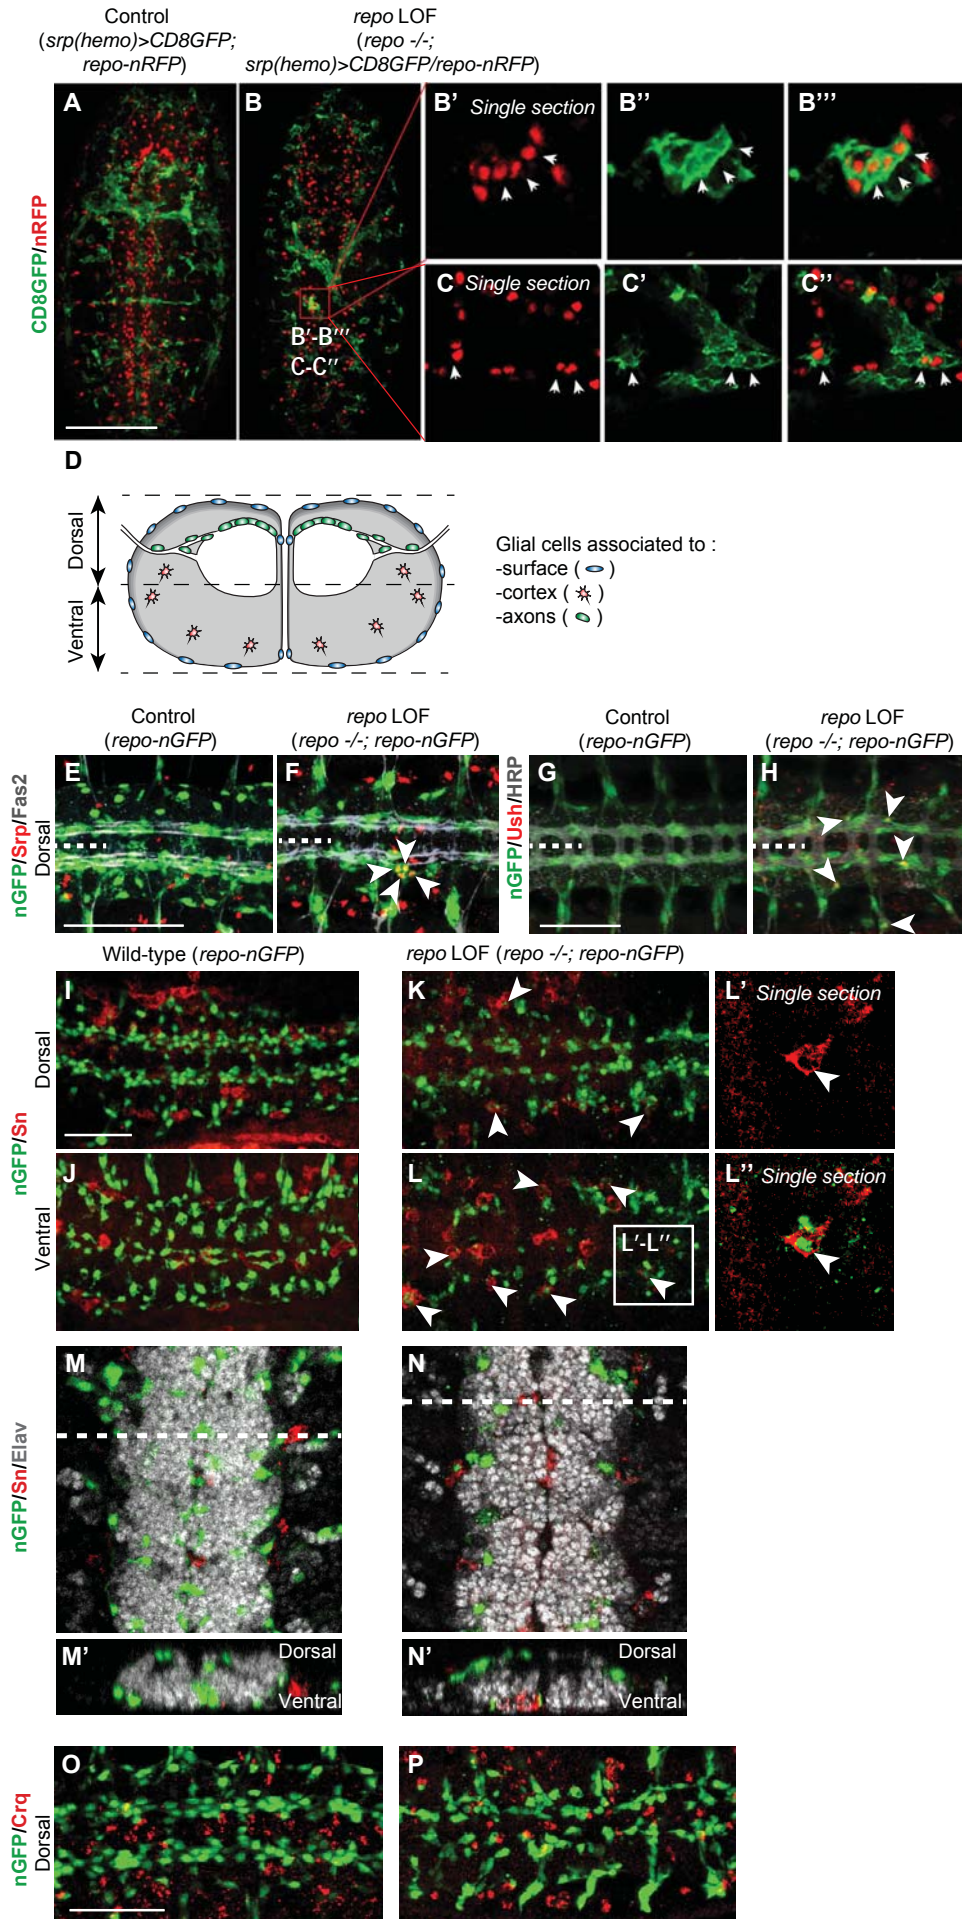 Control
(srp(hemo)>CD8GFP;
repo-nRFP)
repo LOF
(repo -/-;
srp(hemo)>CD8GFP/repo-nRFP)
CD8GFP/nRFP
A
B
B'-B'''
C-C''
B' Single section
B''
B'''
C Single section
C'
C''
D
Dorsal
Ventral
Glial cells associated to :
-surface ( )
-cortex ( )
-axons ( )
Control
(repo-nGFP)
repo LOF
(repo -/-; repo-nGFP)
Control
(repo-nGFP)
repo LOF
(repo -/-; repo-nGFP)
nGFP/Srp/Fas2
Dorsal
E
F
nGFP/Ush/HRP
G
H
Wild-type (repo-nGFP)
repo LOF (repo -/-; repo-nGFP)
nGFP/Sn
Dorsal
I
K
L' Single section
Ventral
J
L
L'-L''
L'' Single section
nGFP/Sn/Elav
M
N
M'
Dorsal
Ventral
N'
Dorsal
Ventral
nGFP/Crq
Dorsal
O
P